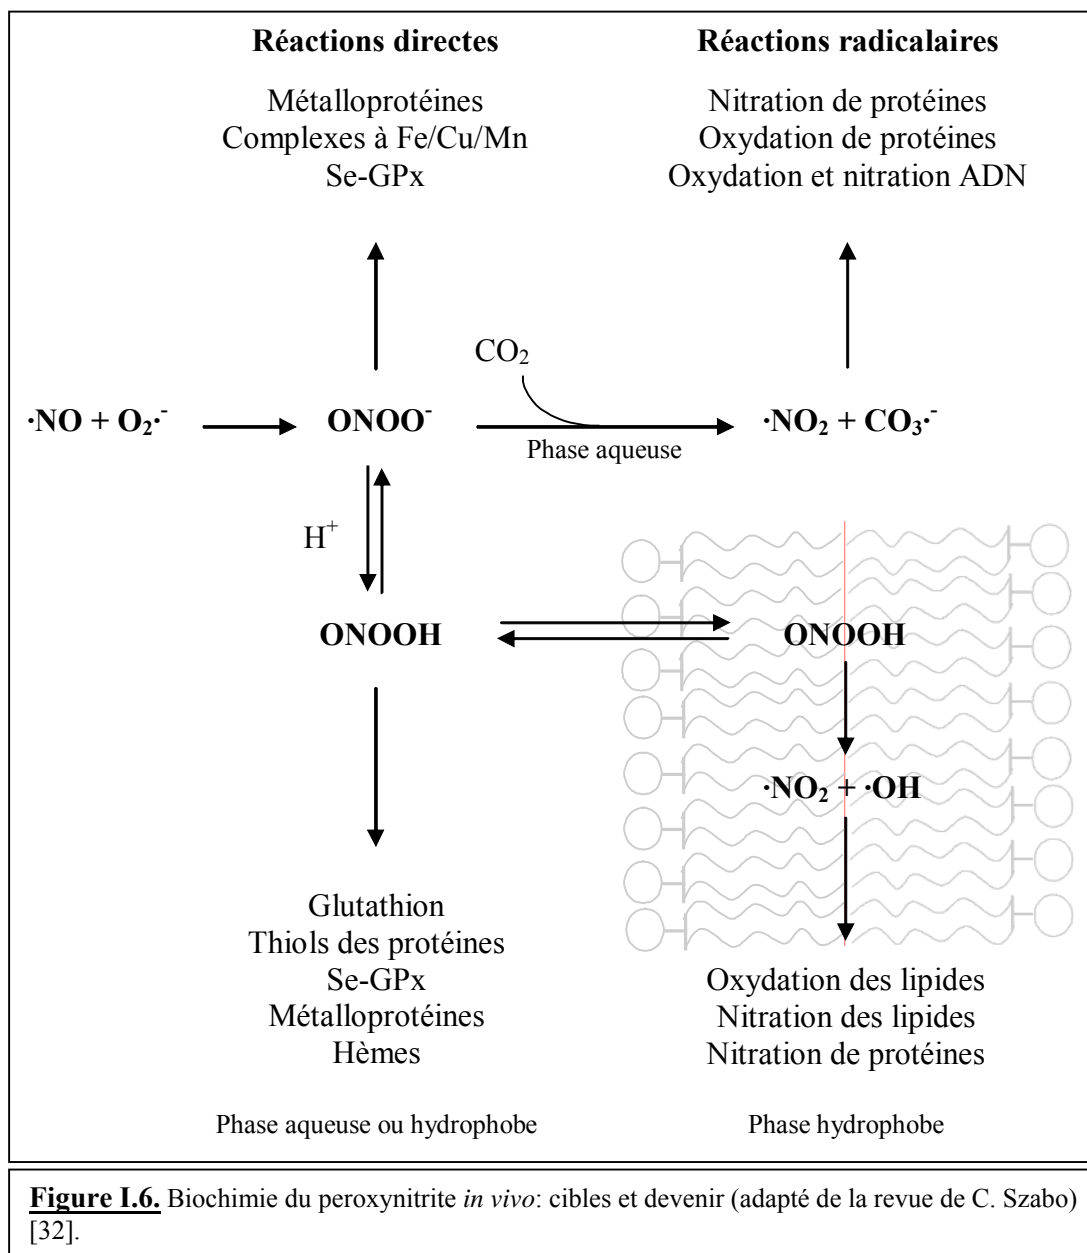 Réactions directes
Réactions radicalaires
Métalloprotéines
Complexes à Fe/Cu/Mn
Se-GPx
Nitration de protéines
Oxydation de protéines
Oxydation et nitration ADN
CO₂
·NO + O₂·⁻
ONOO⁻
Phase aqueuse
·NO₂ + CO₃·⁻
H⁺
ONOOH
ONOOH
·NO₂ + ·OH
Glutathion
Thiols des protéines
Se-GPx
Métalloprotéines
Hèmes
Oxydation des lipides
Nitration des lipides
Nitration de protéines
Phase aqueuse ou hydrophobe
Phase hydrophobe
Figure I.6. Biochimie du peroxynitrite in vivo: cibles et devenir (adapté de la revue de C. Szabo)
[32].